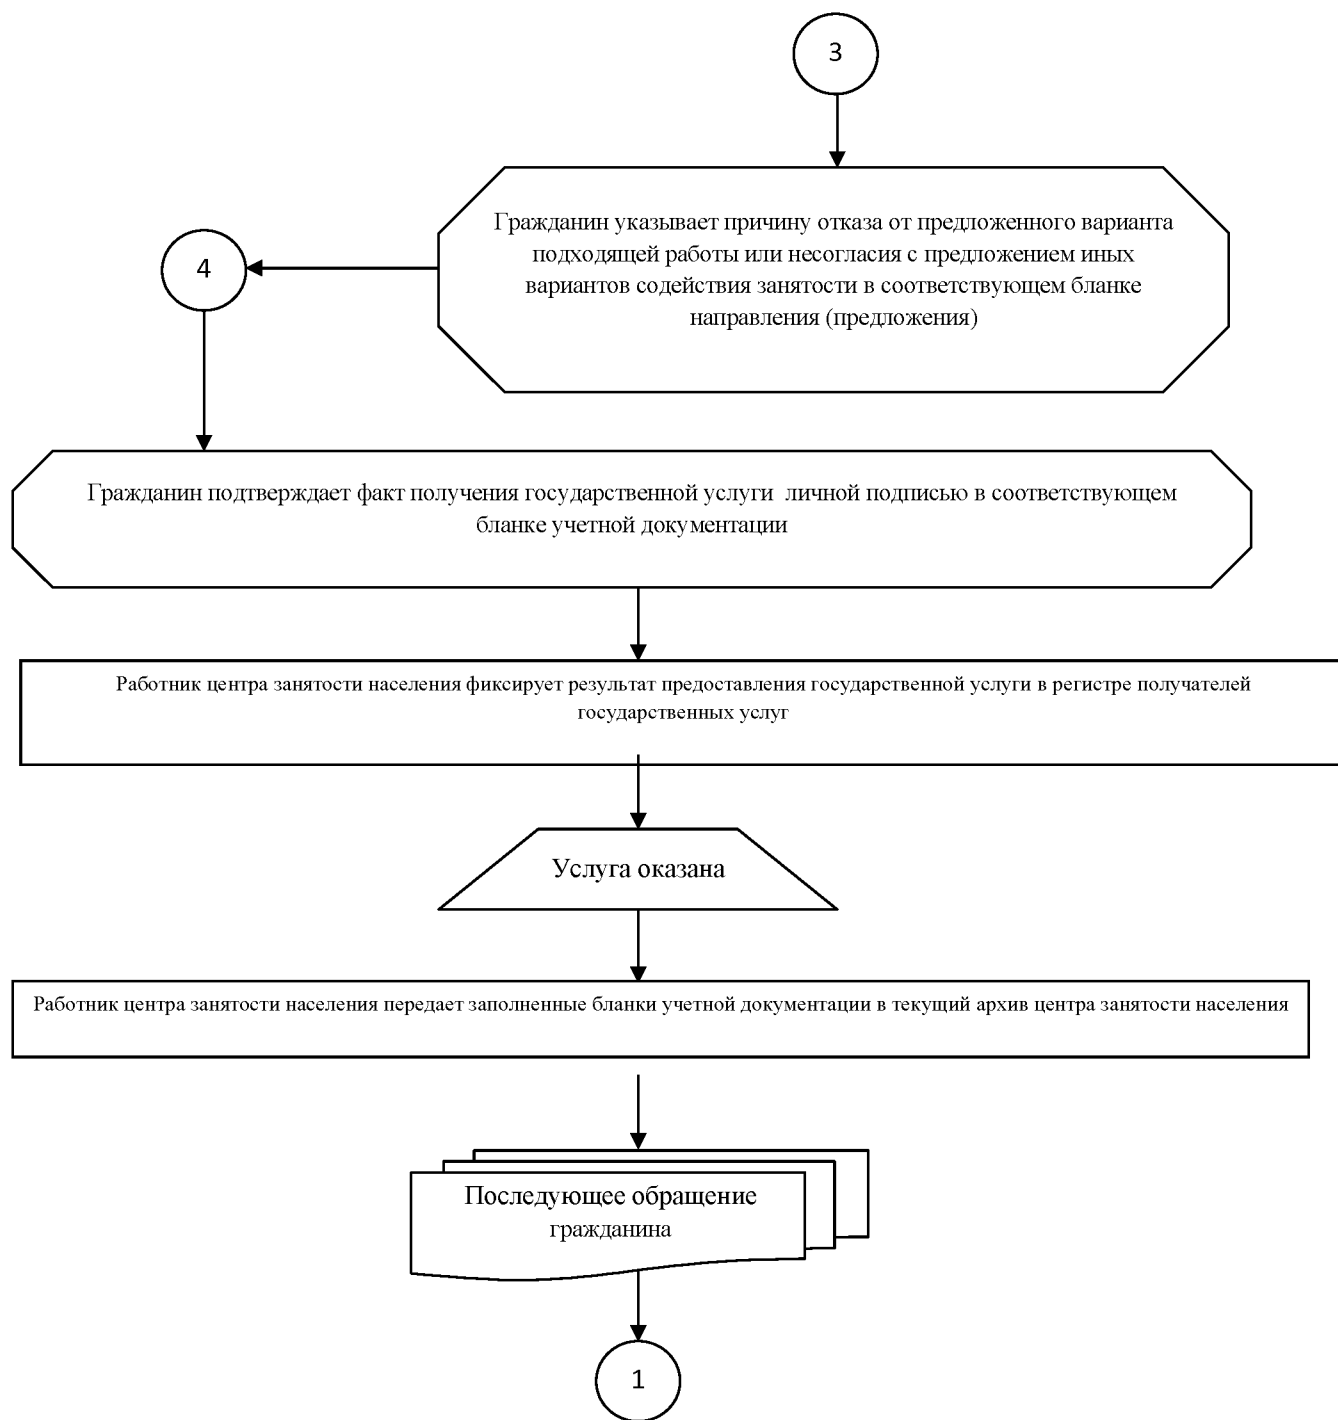 3
Гражданин указывает причину отказа от предложенного варианта
подходящей работы или несогласия с предложением иных
вариантов содействия занятости в соответствующем бланке
направления (предложения)
4
Гражданин подтверждает факт получения государственной услуги  личной подписью в соответствующем
бланке учетной документации
Работник центра занятости населения фиксирует результат предоставления государственной услуги в регистре получателей
государственных услуг
Услуга оказана
Работник центра занятости населения передает заполненные бланки учетной документации в текущий архив центра занятости населения
Последующее обращение
гражданина
1